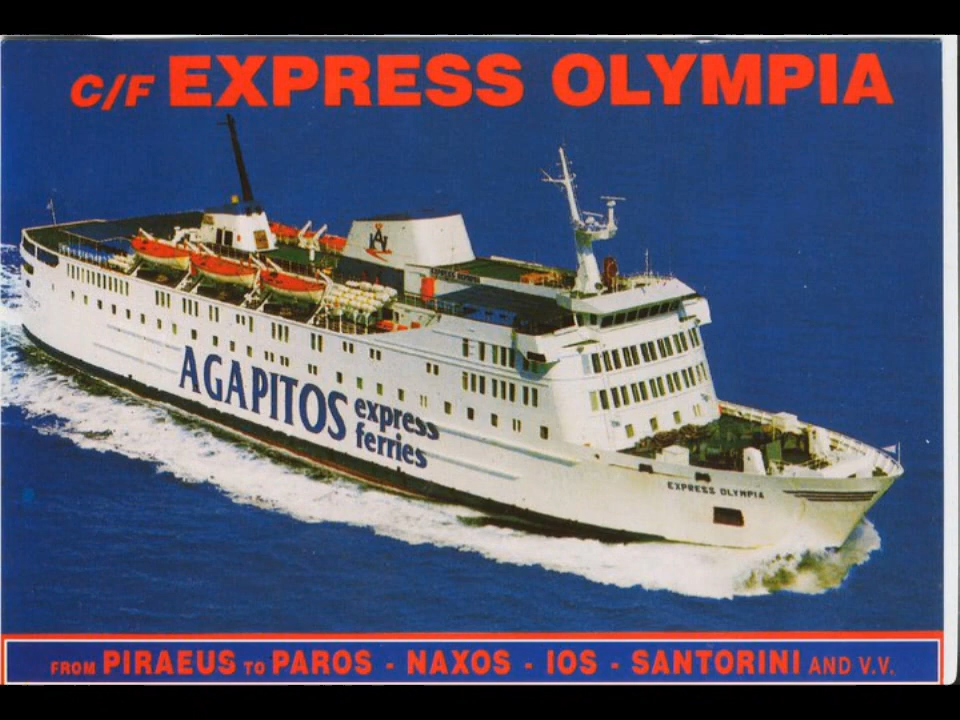 C/F EXPRESS OLYMPIA
AGAPITOS
express
ferries
EXPRESS OLYMPIA
FROM PIRAEUS TO PAROS - NAXOS - IOS - SANTORINI AND V.V.